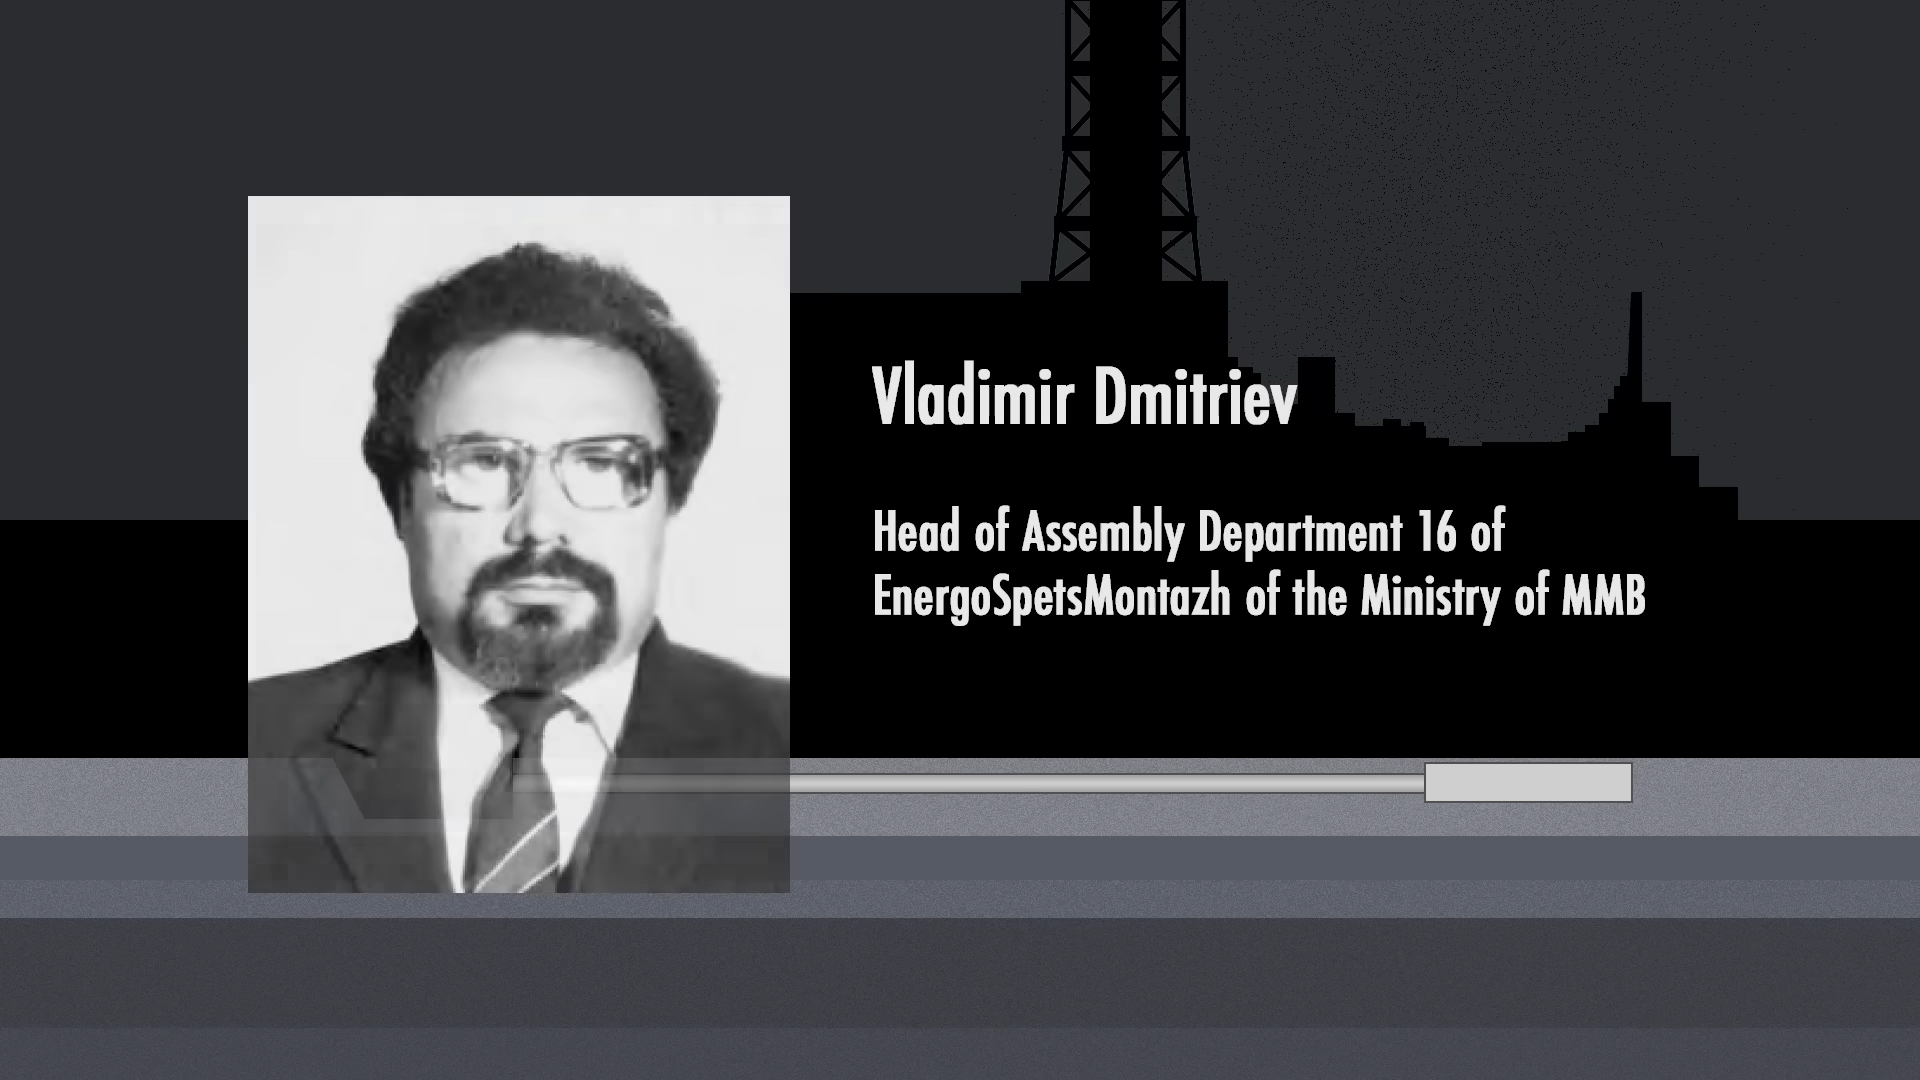 Vladimir Dmitriev
Head of Assembly Department 16 of
EnergoSpetsMontazh of the Ministry of MMB